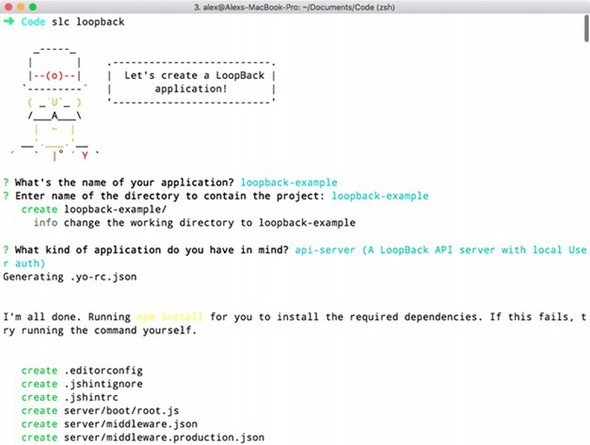 3. alex@Alexs-MacBook-Pro: ~/Documents/Code (zsh)
➜ Code slc loopback
Let's create a LoopBack
application!
? What's the name of your application? loopback-example
? Enter name of the directory to contain the project: loopback-example
create loopback-example/
info change the working directory to loopback-example
? What kind of application do you have in mind? api-server (A LoopBack API server with local Use
r auth)
Generating .yo-rc.json
I'm all done. Running npm install for you to install the required dependencies. If this fails, t
ry running the command yourself.
create .editorconfig
create .jshintignore
create .jshintrc
create server/boot/root.js
create server/middleware.json
create server/middleware.production.json